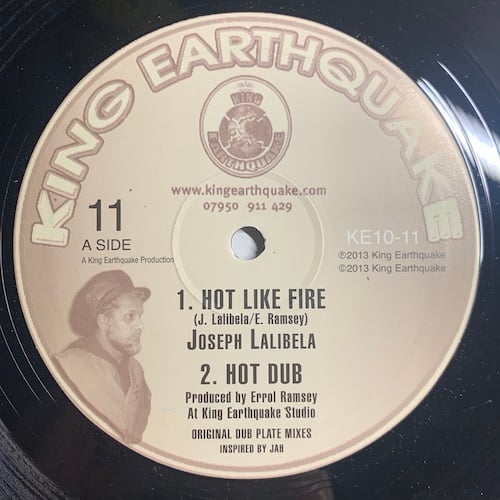 KING EARTHQUAKE
KING
EARTHQUAKE
www.kingearthquake.com
07950 911 429
11
A SIDE
A King Earthquake Production
KE10-11
℗2013 King Earthquake
©2013 King Earthquake
1. HOT LIKE FIRE
(J. Lalibela/E. Ramsey)
JOSEPH LALIBELA
2. HOT DUB
Produced by Errol Ramsey
At King Earthquake Studio
ORIGINAL DUB PLATE MIXES
INSPIRED BY JAH